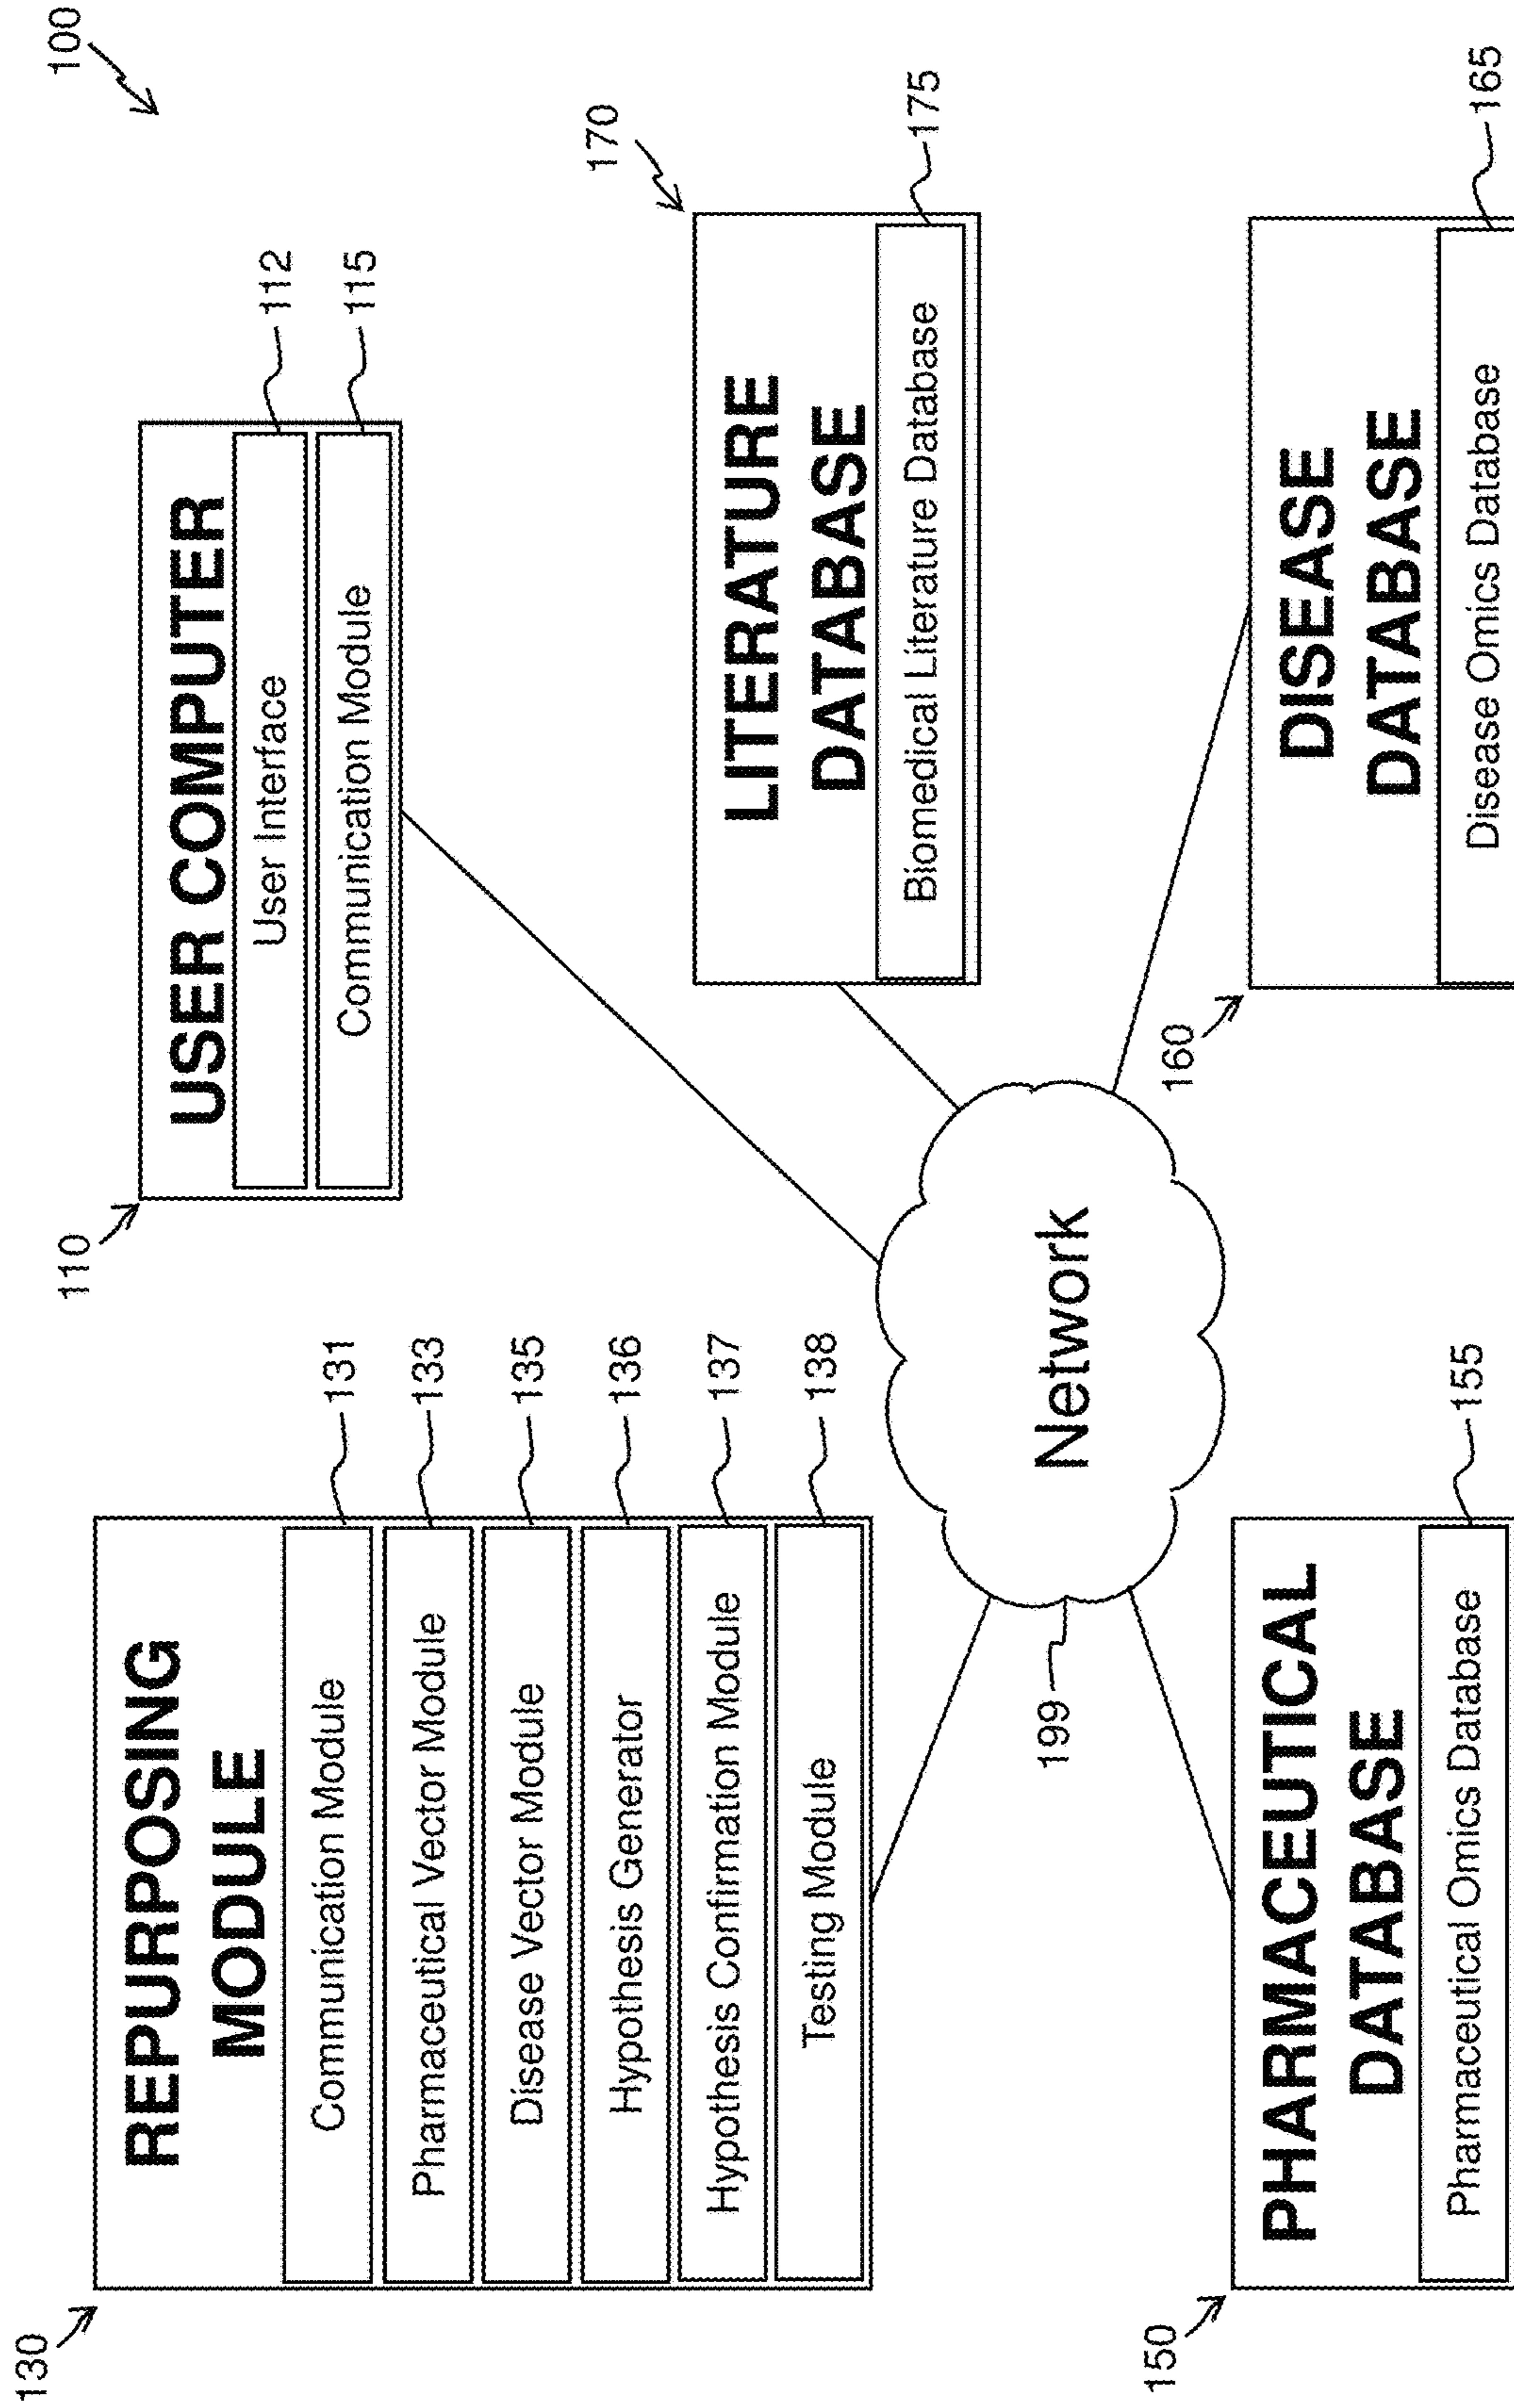 100
130
REPURPOSING
MODULE
Communication Module
131
Pharmaceutical Vector Module
133
Disease Vector Module
135
Hypothesis Generator
136
Hypothesis Confirmation Module
137
Testing Module
138
110
USER COMPUTER
User Interface
112
Communication Module
115
170
LITERATURE
DATABASE
Biomedical Literature Database
175
Network
199
150
PHARMACEUTICAL
DATABASE
Pharmaceutical Omics Database
155
160
DISEASE
DATABASE
Disease Omics Database
165